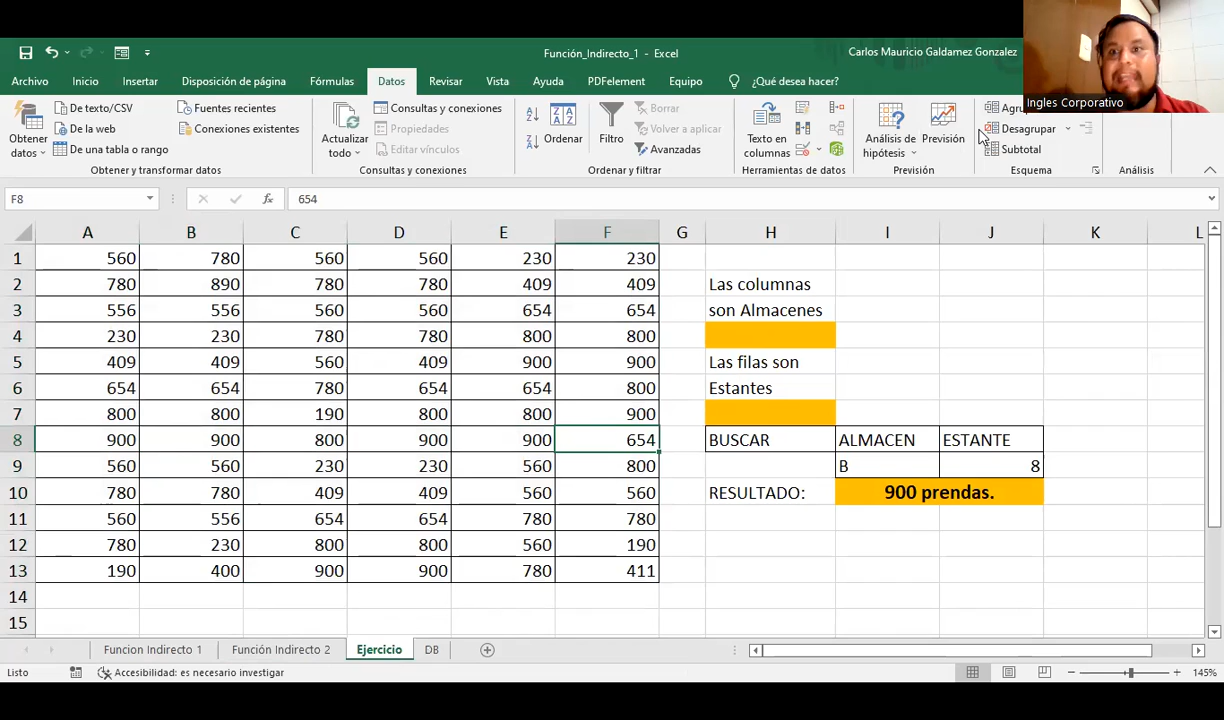 Función_Indirecto_1 - Excel
Carlos Mauricio Galdamez Gonzalez
Ingles Corporativo
Archivo Inicio Insertar Disposición de página Fórmulas Datos Revisar Vista Ayuda PDFelement Equipo ¿Qué desea hacer?
Obtener datos
De texto/CSV
De la web
De una tabla o rango
Fuentes recientes
Conexiones existentes
Obtener y transformar datos
Actualizar todo
Consultas y conexiones
Propiedades
Editar vínculos
Consultas y conexiones
Ordenar
Filtro
Borrar
Volver a aplicar
Avanzadas
Ordenar y filtrar
Texto en columnas
Herramientas de datos
Análisis de hipótesis
Previsión
Previsión
Agru
Desagrupar
Subtotal
Esquema
Análisis
F8 fx 654
A B C D E F G H I J K L
1 560 780 560 560 230 230
2 780 890 780 780 409 409 Las columnas
3 556 556 560 560 654 654 son Almacenes
4 230 230 780 780 800 800
5 409 409 560 409 900 900 Las filas son
6 654 654 780 654 654 800 Estantes
7 800 800 190 800 800 900
8 900 900 800 900 900 654 BUSCAR ALMACEN ESTANTE
9 560 560 230 230 560 800 B 8
10 780 780 409 409 560 560 RESULTADO: 900 prendas.
11 560 556 654 654 780 780
12 780 230 800 800 560 190
13 190 400 900 900 780 411
14
15
Funcion Indirecto 1 Función Indirecto 2 Ejercicio DB
Listo Accesibilidad: es necesario investigar 145%